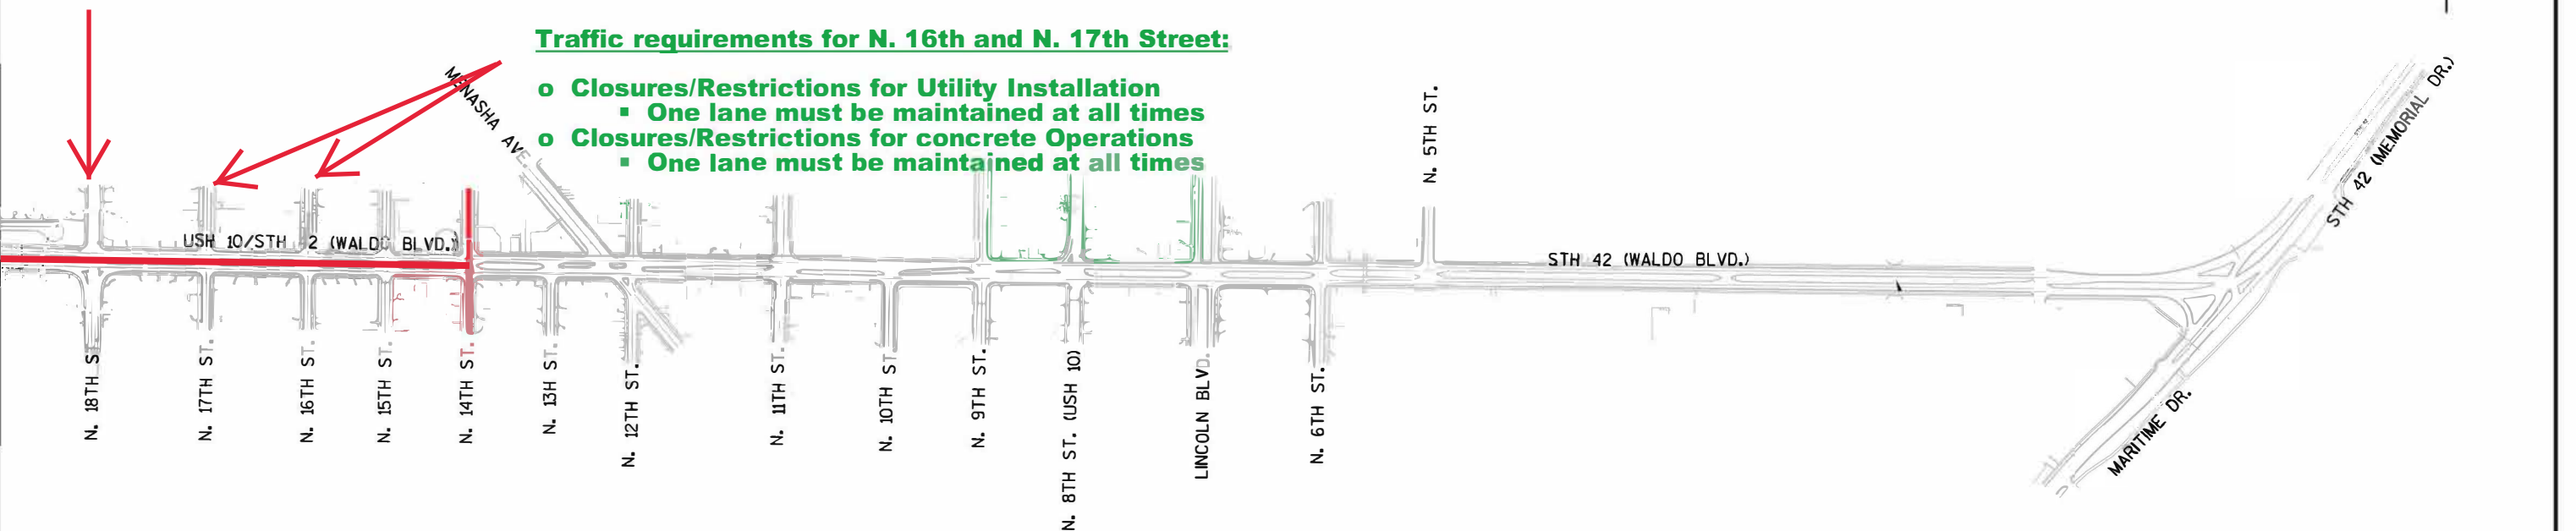 Traffic requirements for N. 16th and N. 17th Street:
o Closures/Restrictions for Utility Installation
▪ One lane must be maintained at all times
o Closures/Restrictions for concrete Operations
▪ One lane must be maintained at all times
MENASHA AVE.
N. 5TH ST.
STH 42 (MEMORIAL DR.)
USH 10/STH 2 (WALDO BLVD.)
STH 42 (WALDO BLVD.)
N. 18TH S
N. 17TH ST.
N. 16TH ST.
N. 15TH ST.
N. 14TH ST.
N. 13H ST.
N. 12TH ST.
N. 11TH ST.
N. 10TH ST
N. 9TH ST.
N. 8TH ST. (USH 10)
LINCOLN BLVD.
N. 6TH ST.
MARITIME DR.